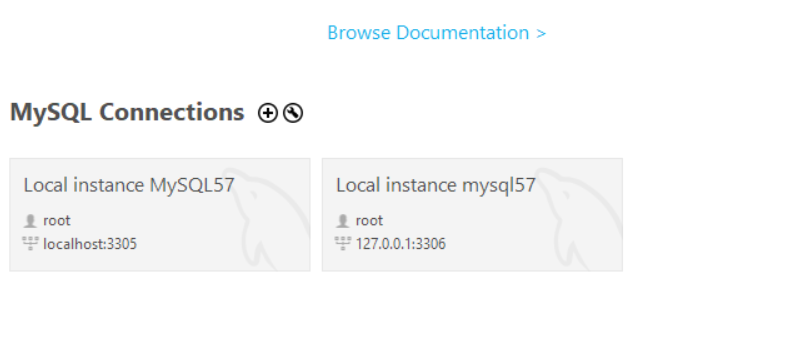 Browse Documentation >
MySQL Connections
Local instance MySQL57
root
localhost:3305
Local instance mysql57
root
127.0.0.1:3306